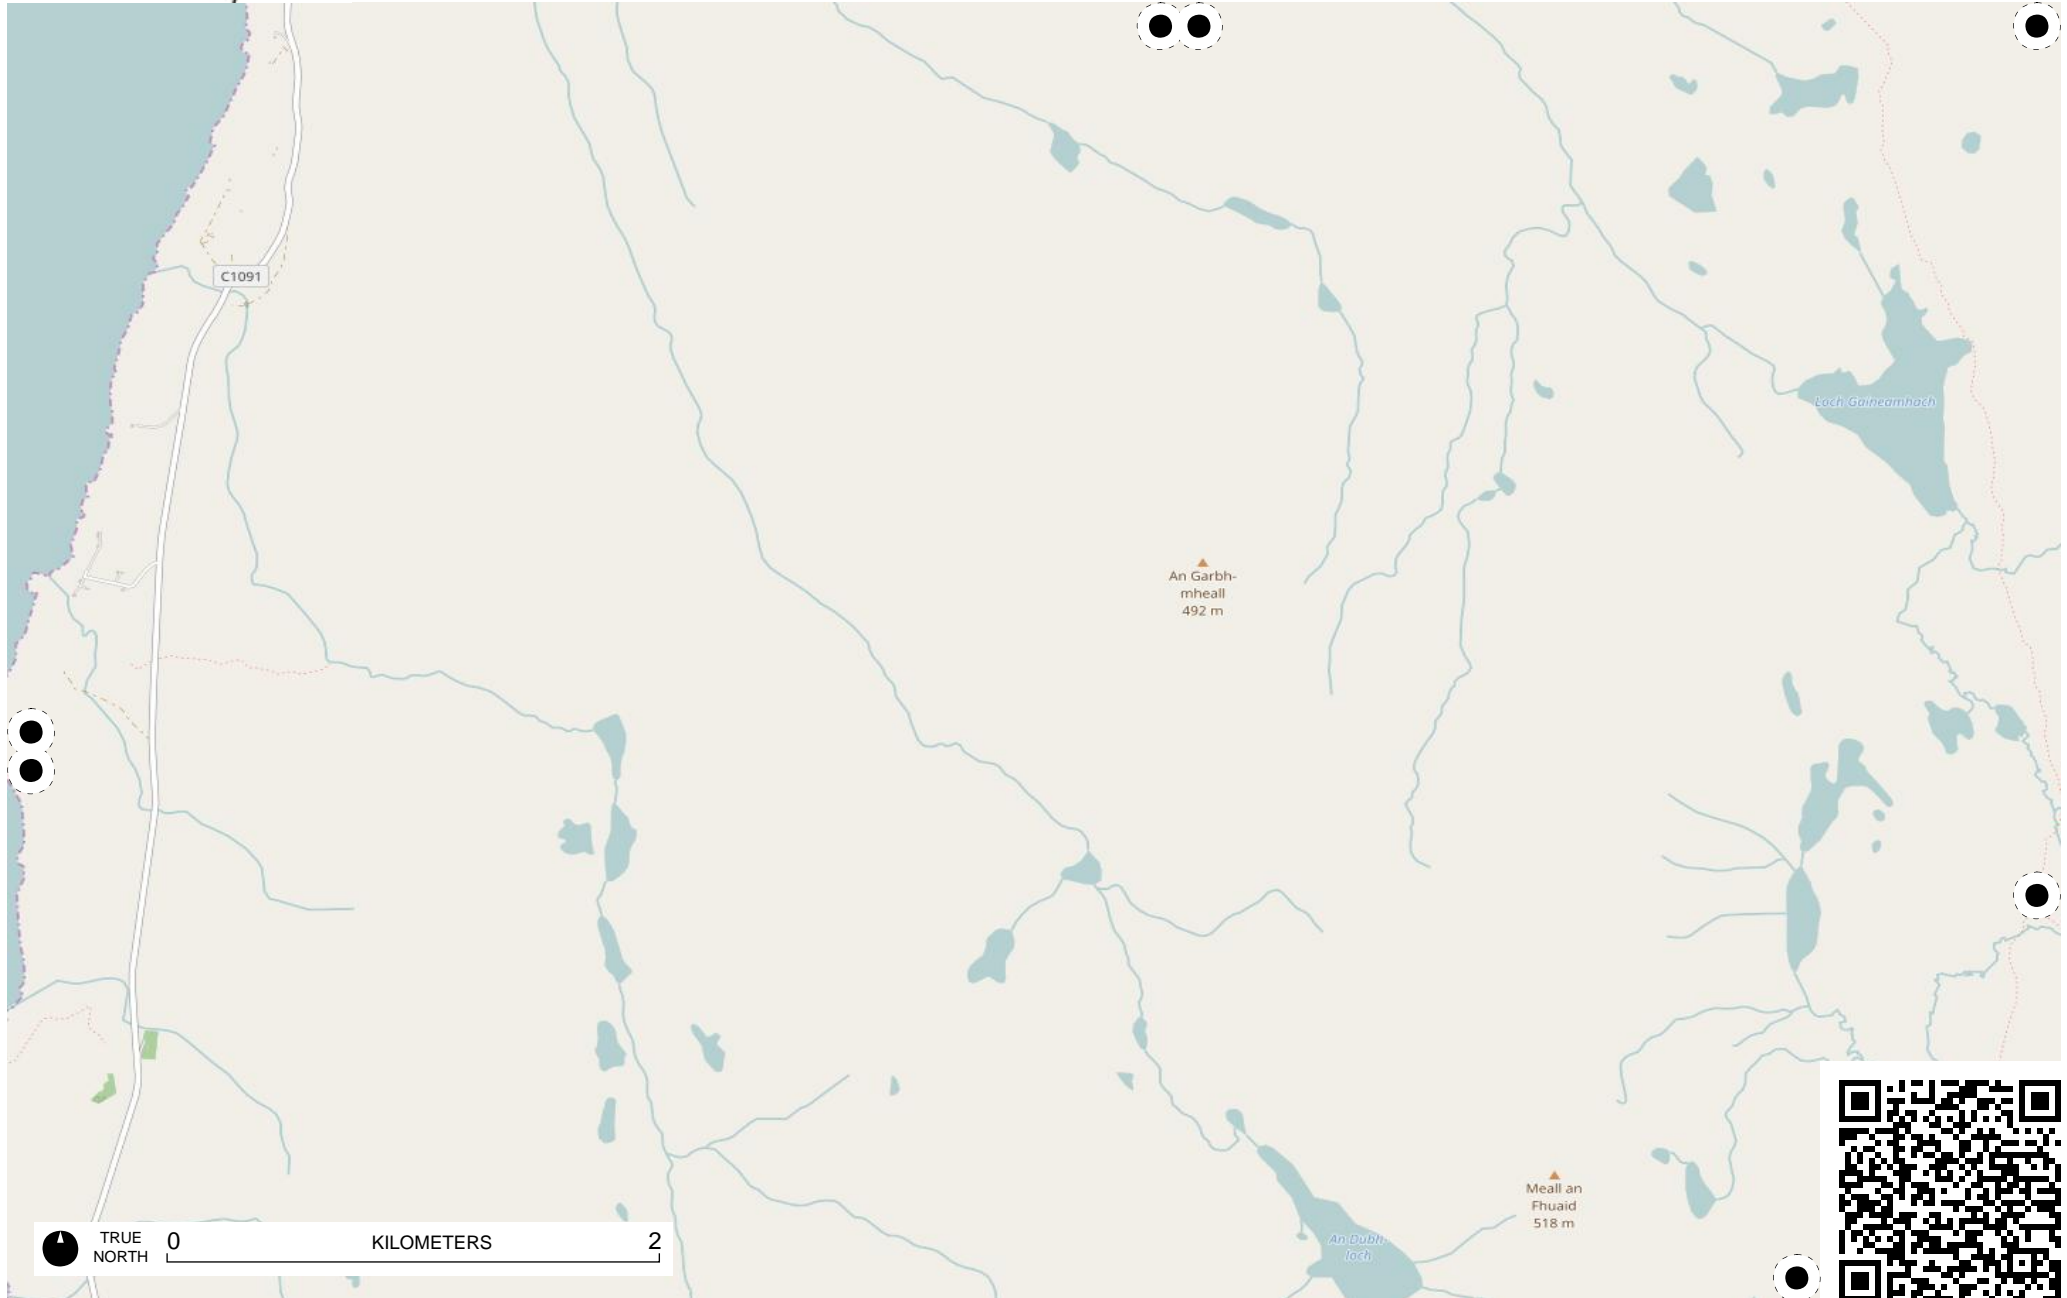 C1091
Loch Gaineamhach
An Garbh-
mheall
492 m
Meall an
Fhuaid
518 m
An Dubh-
loch
TRUE
NORTH
0
KILOMETERS
2